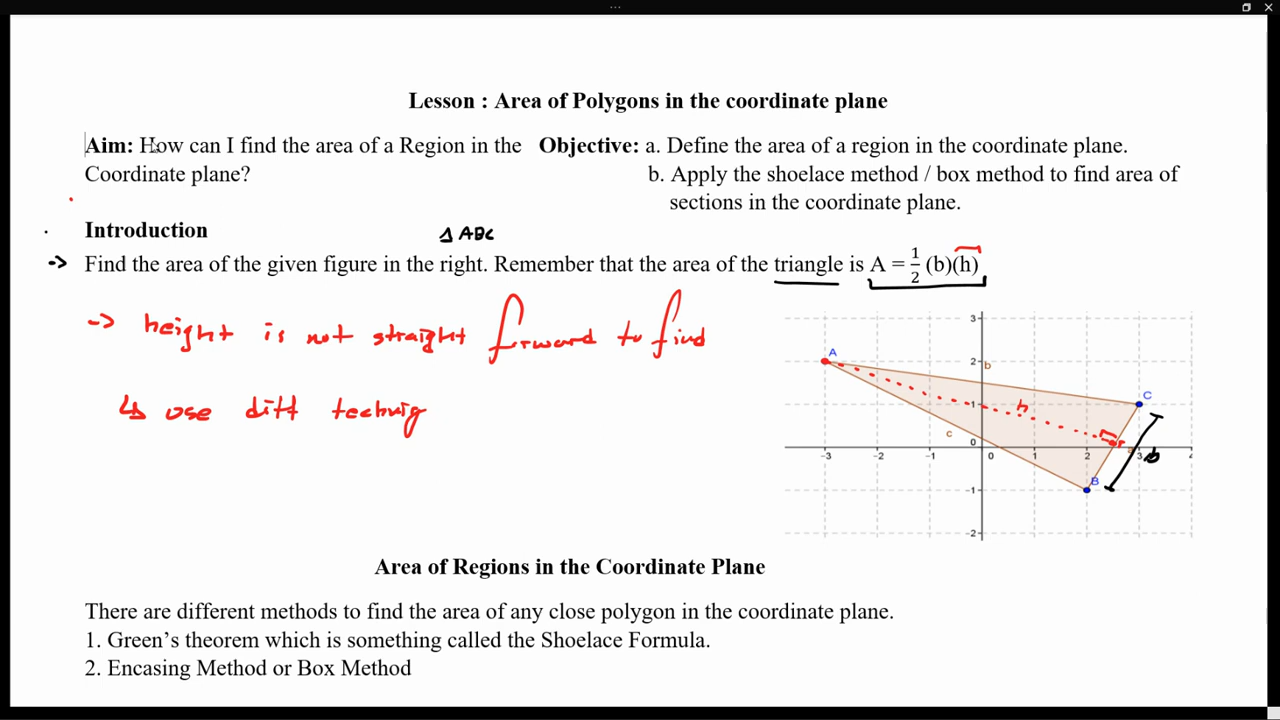 Lesson : Area of Polygons in the coordinate plane
Aim: How can I find the area of a Region in the Coordinate plane?
Objective: a. Define the area of a region in the coordinate plane.
b. Apply the shoelace method / box method to find area of
sections in the coordinate plane.
Introduction
Δ ABC
-> Find the area of the given figure in the right. Remember that the area of the triangle is A = 1/2 (b)(h)
-> height is not straight forward to find
↳ use diff techniq
3
A
2
b
C
1
h
c
0
-3 -2 -1 0 1 2 3 4
b
B
-1
-2
Area of Regions in the Coordinate Plane
There are different methods to find the area of any close polygon in the coordinate plane.
1. Green’s theorem which is something called the Shoelace Formula.
2. Encasing Method or Box Method